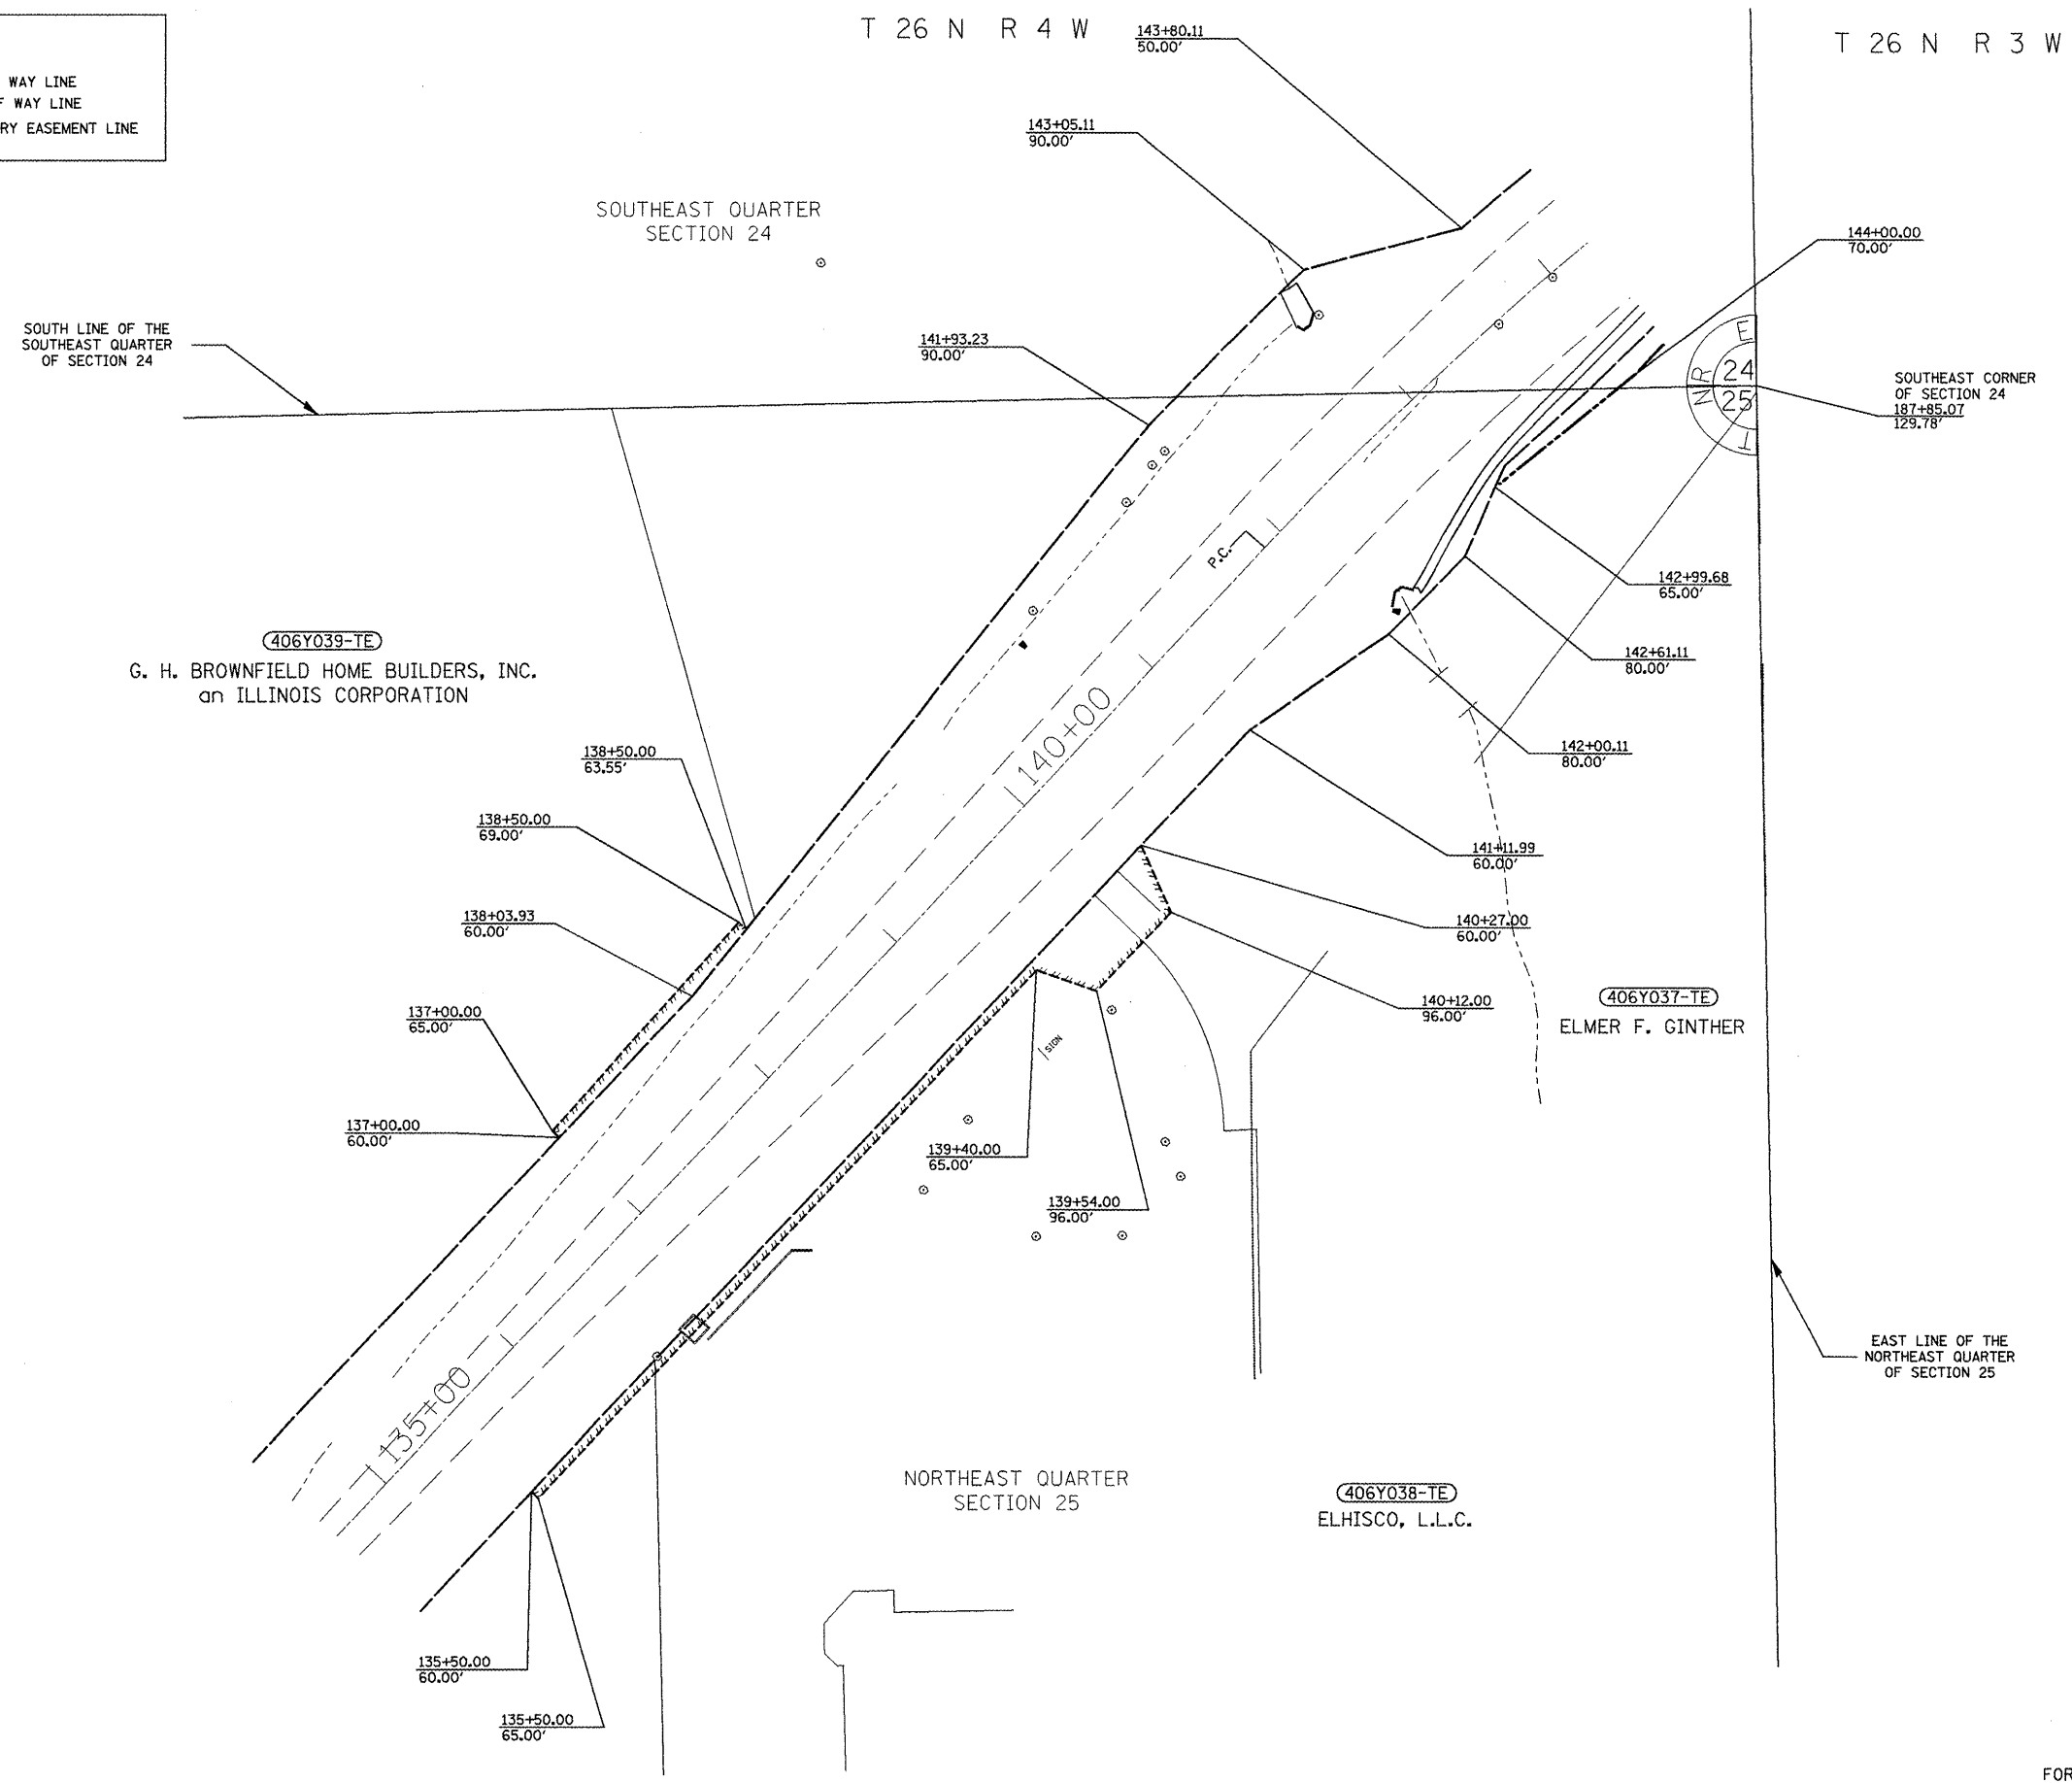 T 26 N R 4 W
T 26 N R 3 W
WAY LINE
WAY LINE
RY EASEMENT LINE
143+80.11
50.00'
143+05.11
90.00'
SOUTHEAST QUARTER
SECTION 24
144+00.00
70.00'
SOUTH LINE OF THE
SOUTHEAST QUARTER
OF SECTION 24
141+93.23
90.00'
T N R E
24
25
SOUTHEAST CORNER
OF SECTION 24
187+85.07
129.78'
P.C.
142+99.68
65.00'
406Y039-TE
G. H. BROWNFIELD HOME BUILDERS, INC.
an ILLINOIS CORPORATION
142+61.11
80.00'
140+00
138+50.00
63.55'
142+00.11
80.00'
138+50.00
69.00'
141+11.99
60.00'
138+03.93
60.00'
140+27.00
60.00'
137+00.00
65.00'
140+12.00
96.00'
406Y037-TE
ELMER F. GINTHER
SIGN
137+00.00
60.00'
139+40.00
65.00'
139+54.00
96.00'
EAST LINE OF THE
NORTHEAST QUARTER
OF SECTION 25
135+00
NORTHEAST QUARTER
SECTION 25
406Y038-TE
ELHISCO, L.L.C.
135+50.00
60.00'
135+50.00
65.00'
FOR